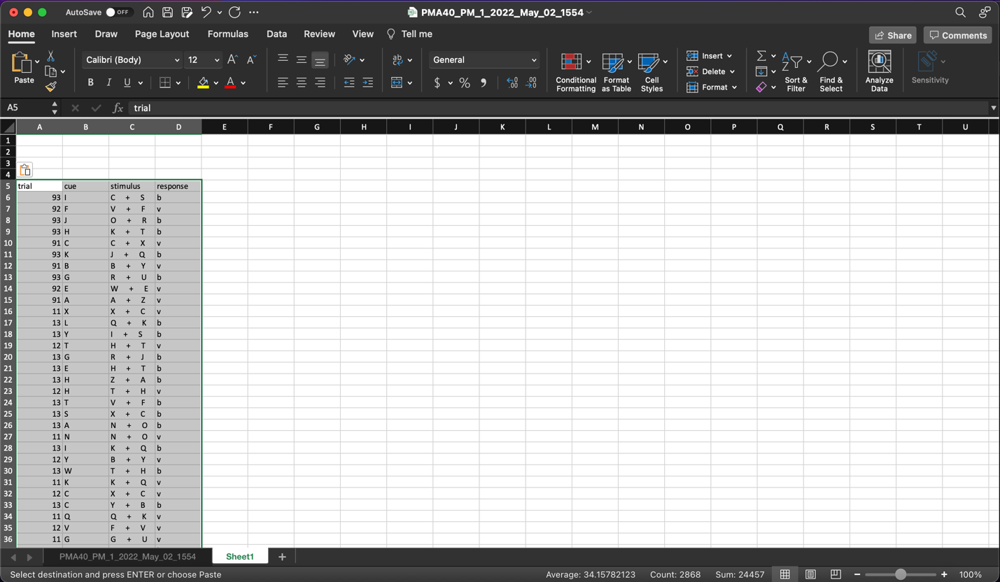 AutoSave OFF PMA40_PM_1_2022_May_02_1554
Home Insert Draw Page Layout Formulas Data Review View Tell me Share Comments
Paste Calibri (Body) 12 A^ A˅ B I U A ab General $ % 9 .00 .0 Conditional Formatting Format as Table Cell Styles Insert Delete Format Sort & Filter Find & Select Analyze Data Sensitivity
A5 fx trial
A B C D E F G H I J K L M N O P Q R S T U
1
2
3
4
5 trial cue stimulus response
6 93 I C + S b
7 92 F V + F v
8 93 J O + R b
9 93 H K + T b
10 91 C C + X v
11 93 K J + Q b
12 91 B B + Y v
13 93 G R + U b
14 92 E W + E v
15 91 A A + Z v
16 11 X X + C v
17 13 L Q + K b
18 13 Y I + S b
19 12 T H + T v
20 13 G R + J b
21 13 E H + T b
22 13 H Z + A b
23 12 H T + H v
24 13 T V + F b
25 13 S X + C b
26 13 A N + O b
27 11 N N + O v
28 13 I K + Q b
29 12 Y B + Y v
30 13 W T + H b
31 11 K K + Q v
32 12 C X + C v
33 13 C Y + B b
34 11 Q Q + K v
35 12 V F + V v
36 11 G G + U v
PMA40_PM_1_2022_May_02_1554 Sheet1 +
Select destination and press ENTER or choose Paste Average: 34.15782123 Count: 2868 Sum: 24457 − + 100%